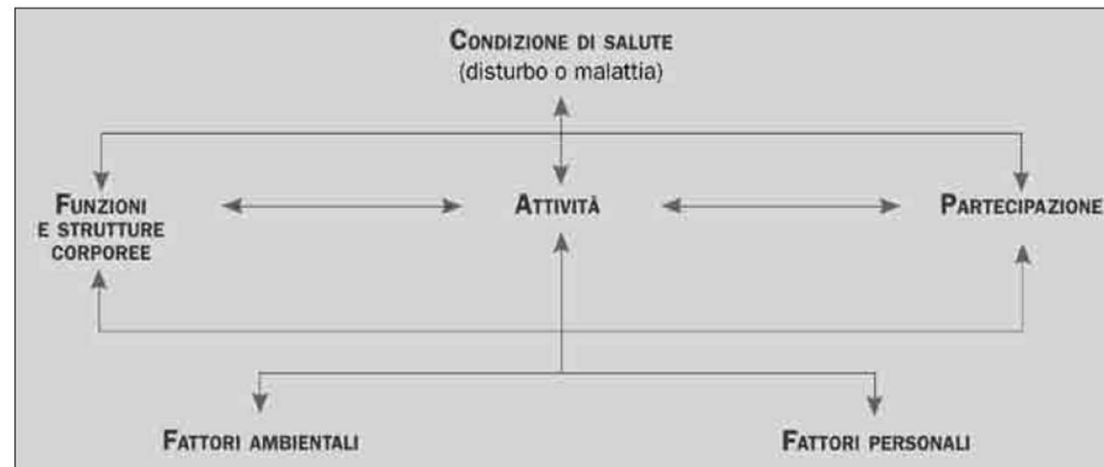 CONDIZIONE DI SALUTE
(disturbo o malattia)
FUNZIONI
E STRUTTURE
CORPOREE
ATTIVITÀ
PARTECIPAZIONE
FATTORI AMBIENTALI
FATTORI PERSONALI